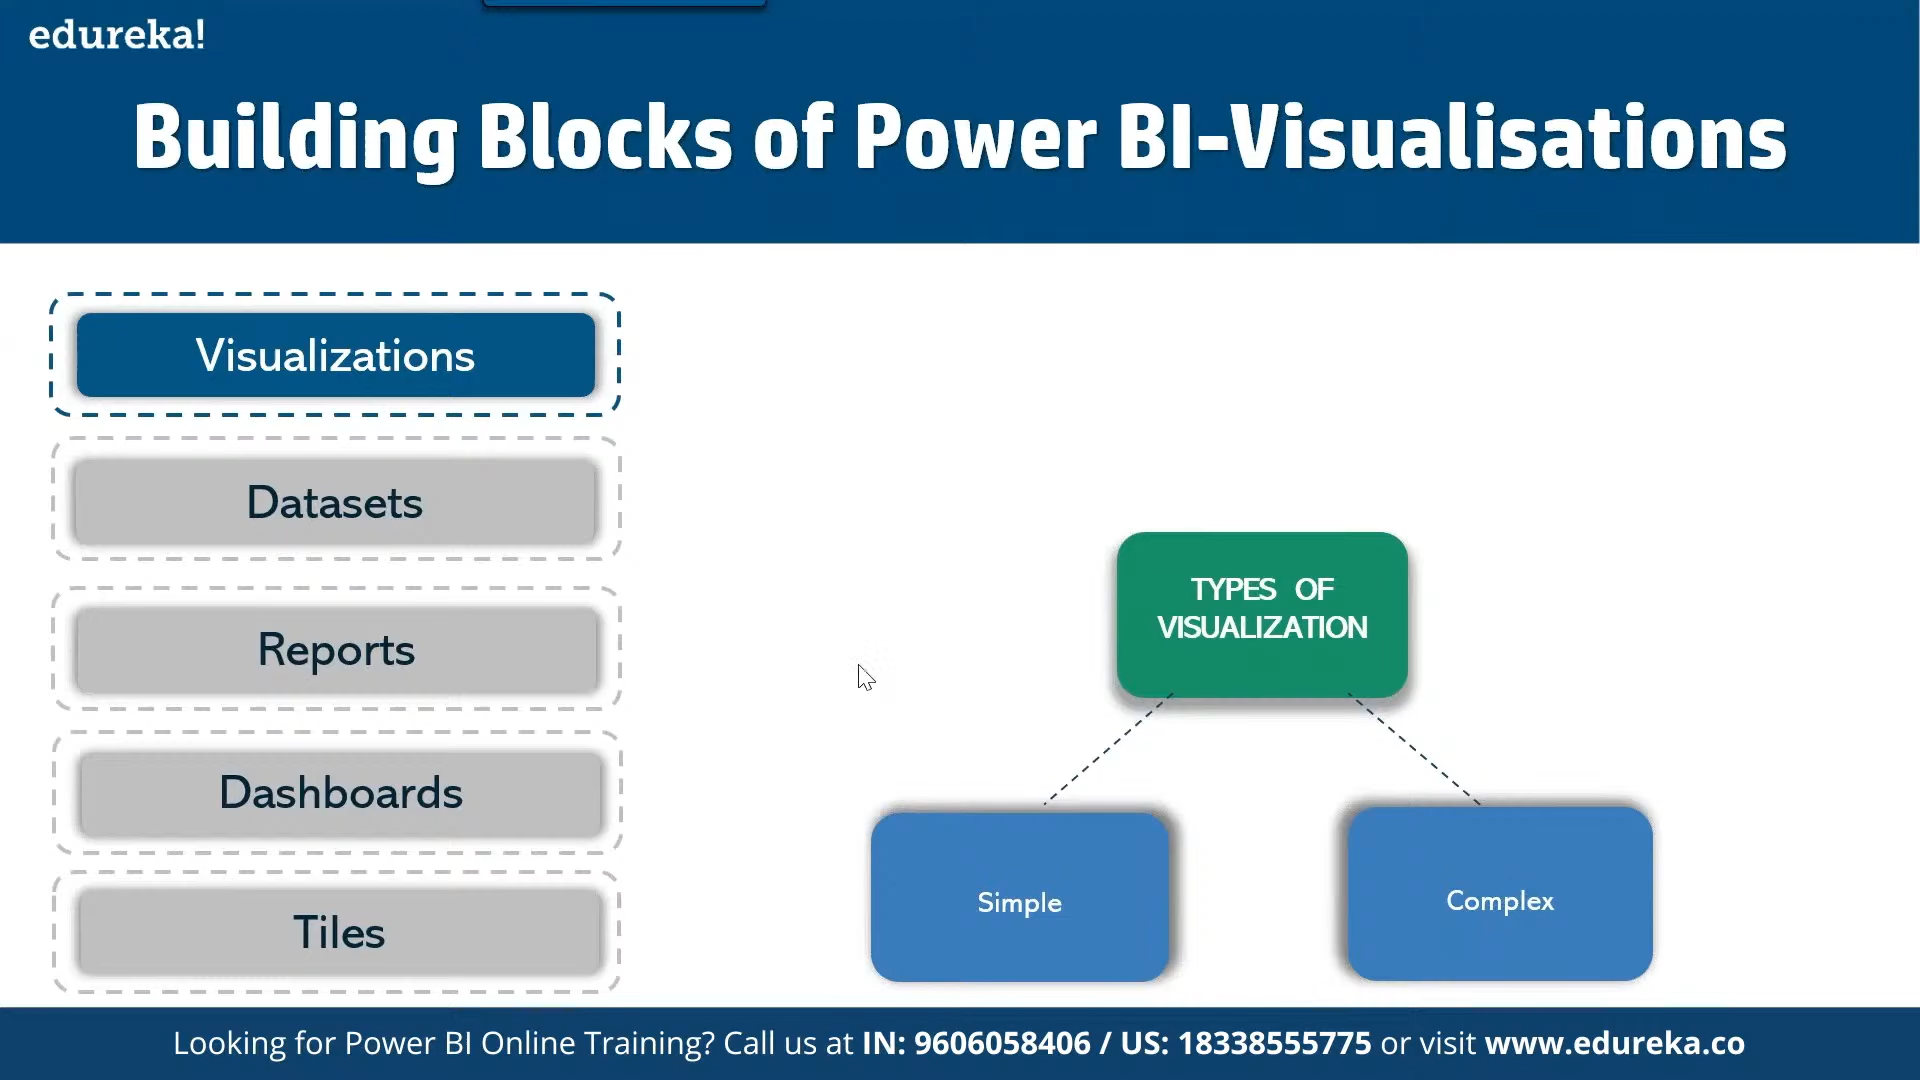 edureka!
Building Blocks of Power BI-Visualisations
Visualizations
Datasets
Reports
Dashboards
Tiles
TYPES OF
VISUALIZATION
Simple
Complex
Looking for Power BI Online Training? Call us at IN: 9606058406 / US: 18338555775 or visit www.edureka.co